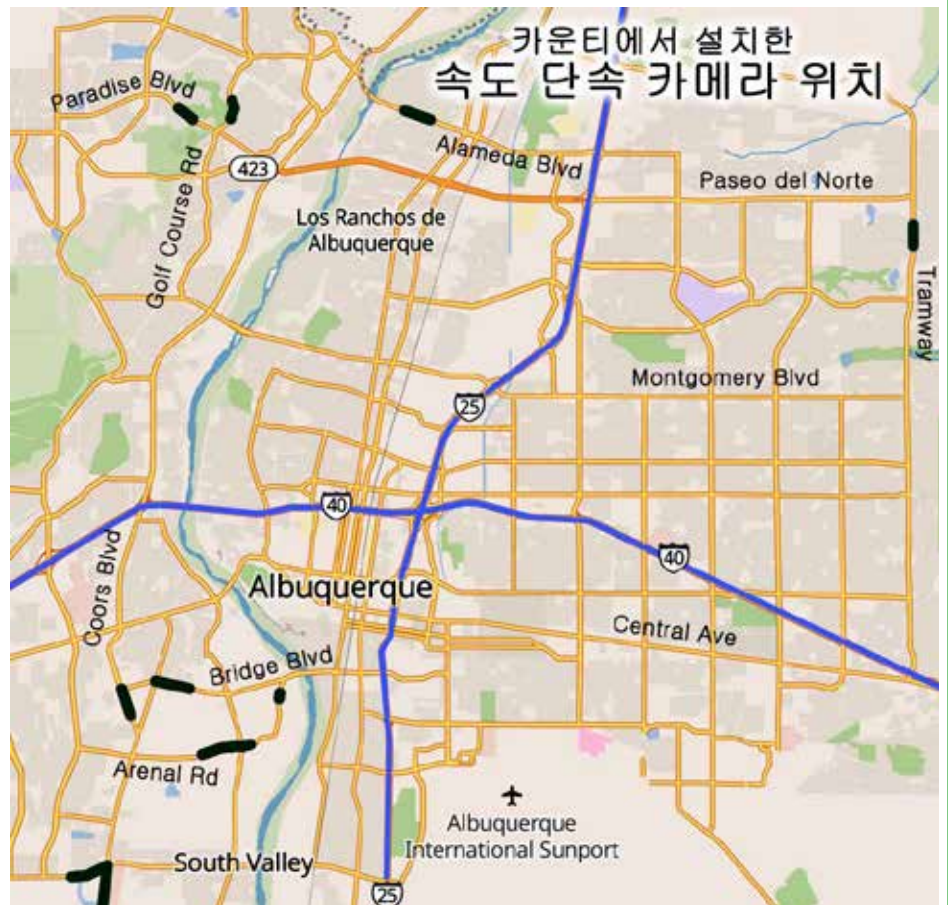 카운티에서 설치한
속도 단속 카메라 위치
Paradise Blvd
Alameda Blvd
423
Paseo del Norte
Golf Course Rd
Los Ranchos de
Albuquerque
Tramway
Montgomery Blvd
25
40
40
Coors Blvd
Albuquerque
Central Ave
Bridge Blvd
Arenal Rd
Albuquerque
International Sunport
South Valley
25